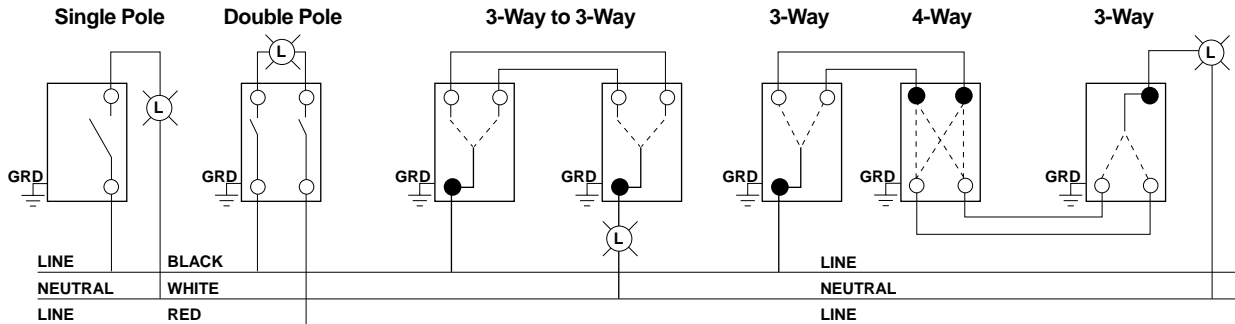 Single Pole
Double Pole
3-Way to 3-Way
3-Way
4-Way
3-Way
L
L
L
L
GRD
GRD
GRD
GRD
GRD
GRD
LINE BLACK LINE
NEUTRAL WHITE NEUTRAL
LINE RED LINE